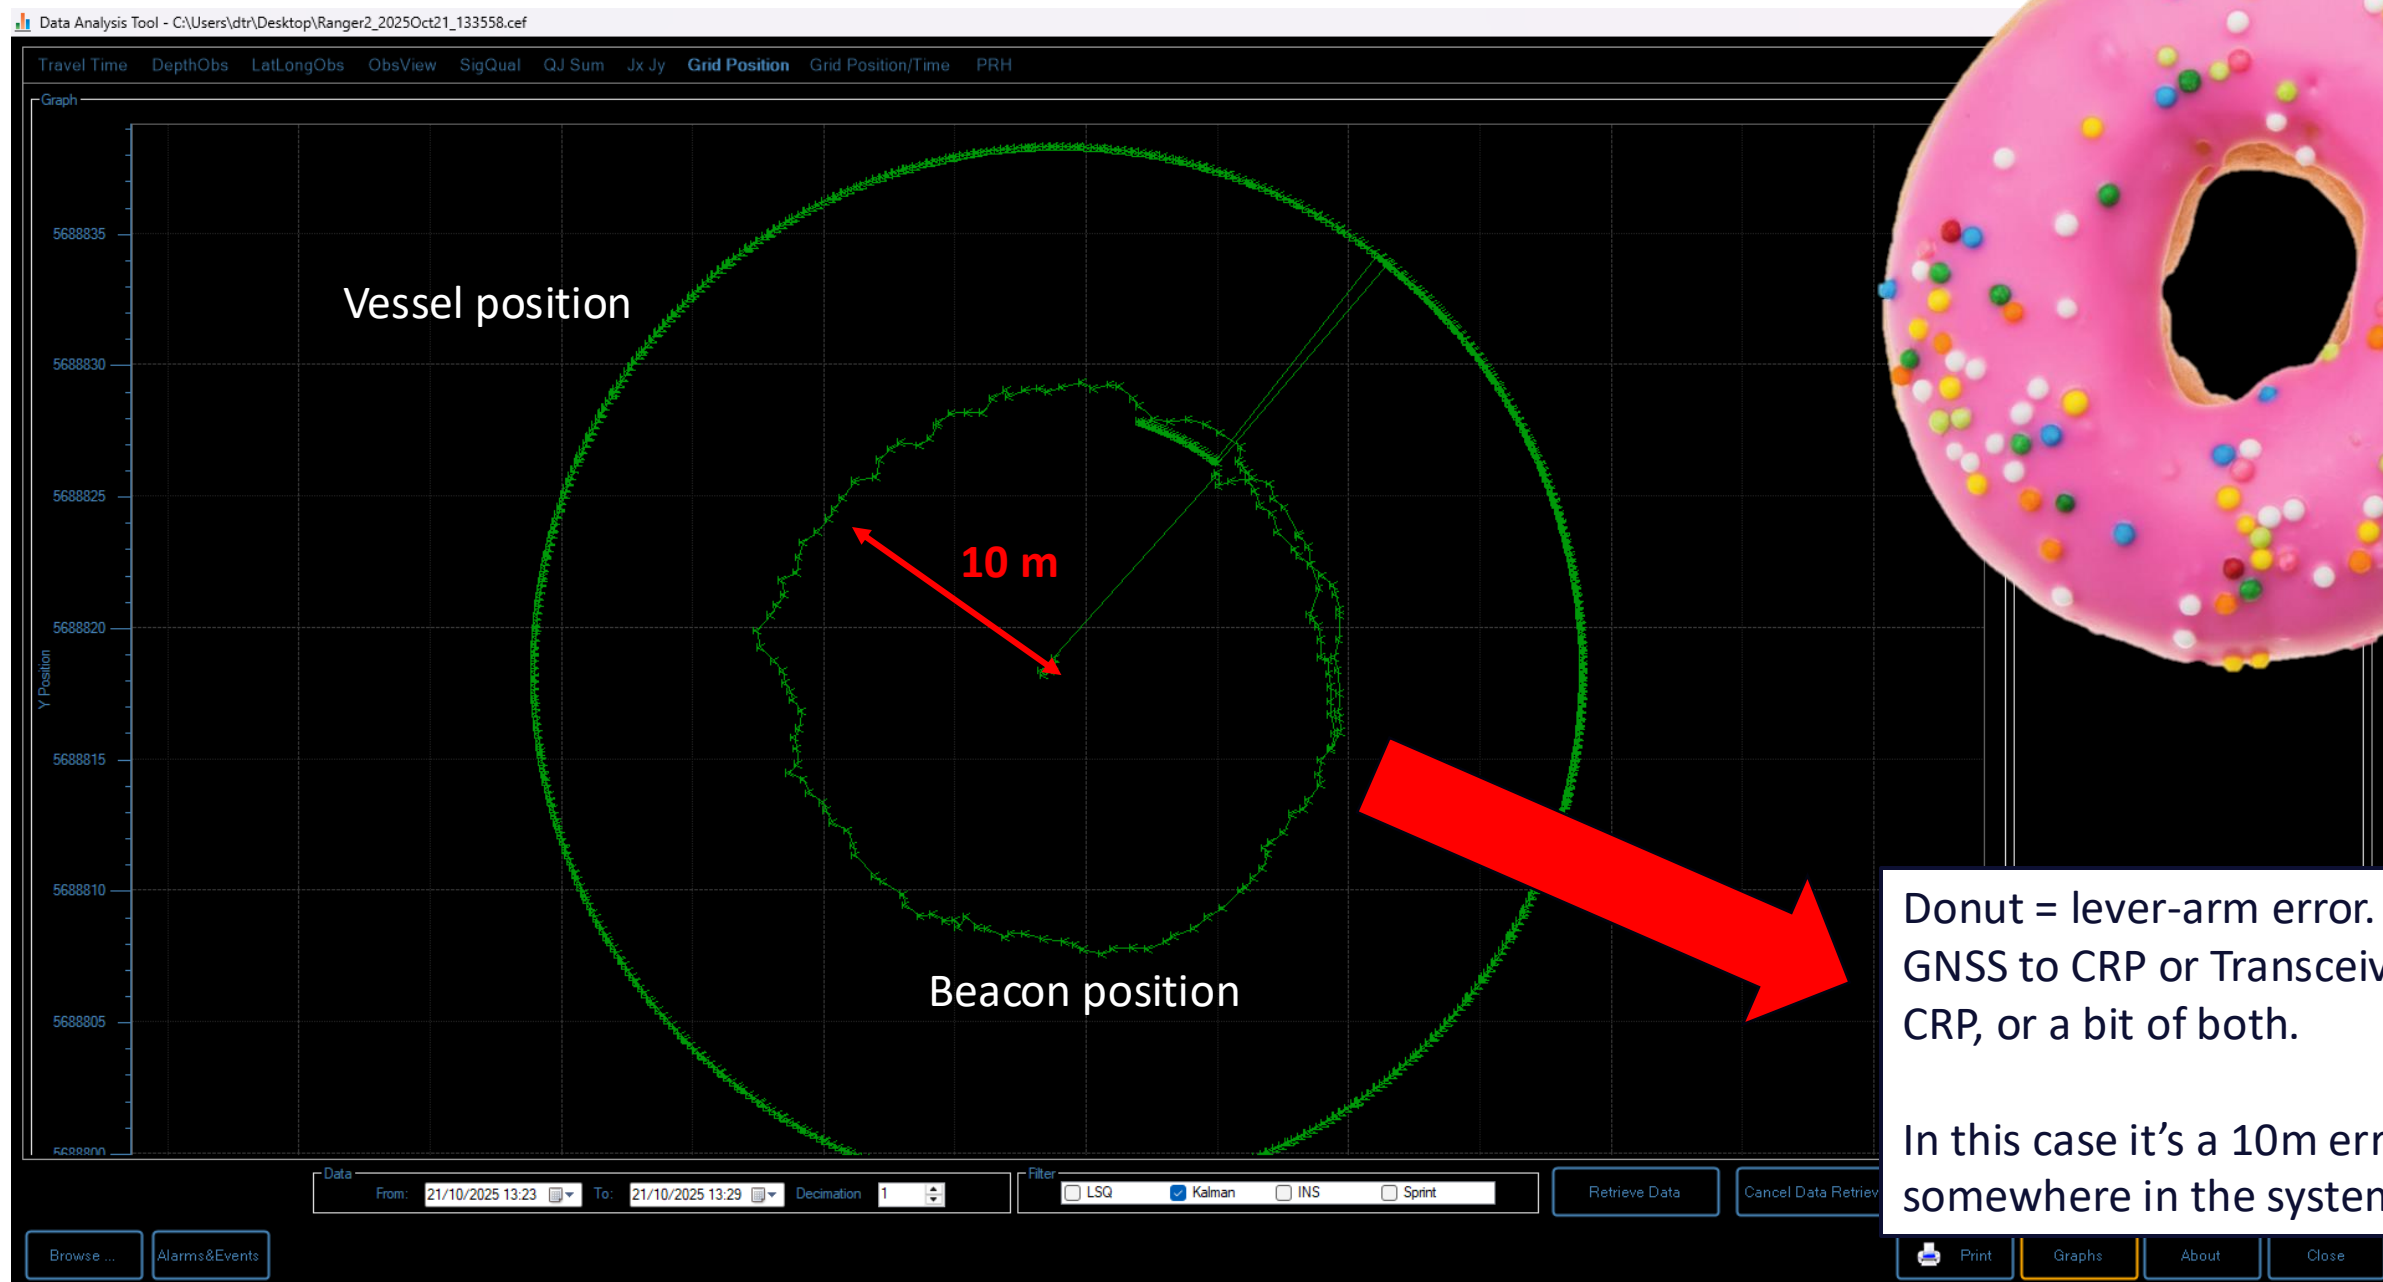 Data Analysis Tool - C:\Users\dtr\Desktop\Ranger2_2025Oct21_133558.cef
Travel Time DepthObs LatLongObs ObsView SigQual QJ Sum Jx Jy Grid Position Grid Position/Time PRH
Graph
5688835
Vessel position
5688830
5688825
10 m
5688820
Y Position
5688815
5688810
Donut = lever-arm error.
GNSS to CRP or Transceiv
Beacon position
5688805
CRP, or a bit of both.
5688800
In this case it’s a 10m err
somewhere in the system
Data
From: 21/10/2025 13:23 To: 21/10/2025 13:29 Decimation 1
Filter
LSQ Kalman INS Sprint
Retrieve Data
Cancel Data Retriev
Browse ...
Alarms&Events
Print
Graphs
About
Close